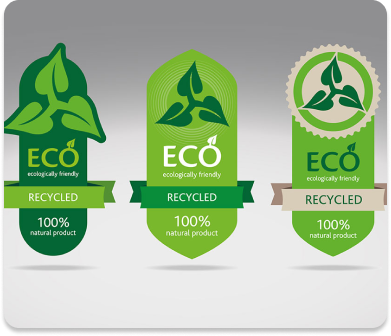 ECO
ecologically friendly
RECYCLED
100%
natural product
ECO
ecologically friendly
RECYCLED
100%
natural product
ECO
ecologically friendly
RECYCLED
100%
natural product